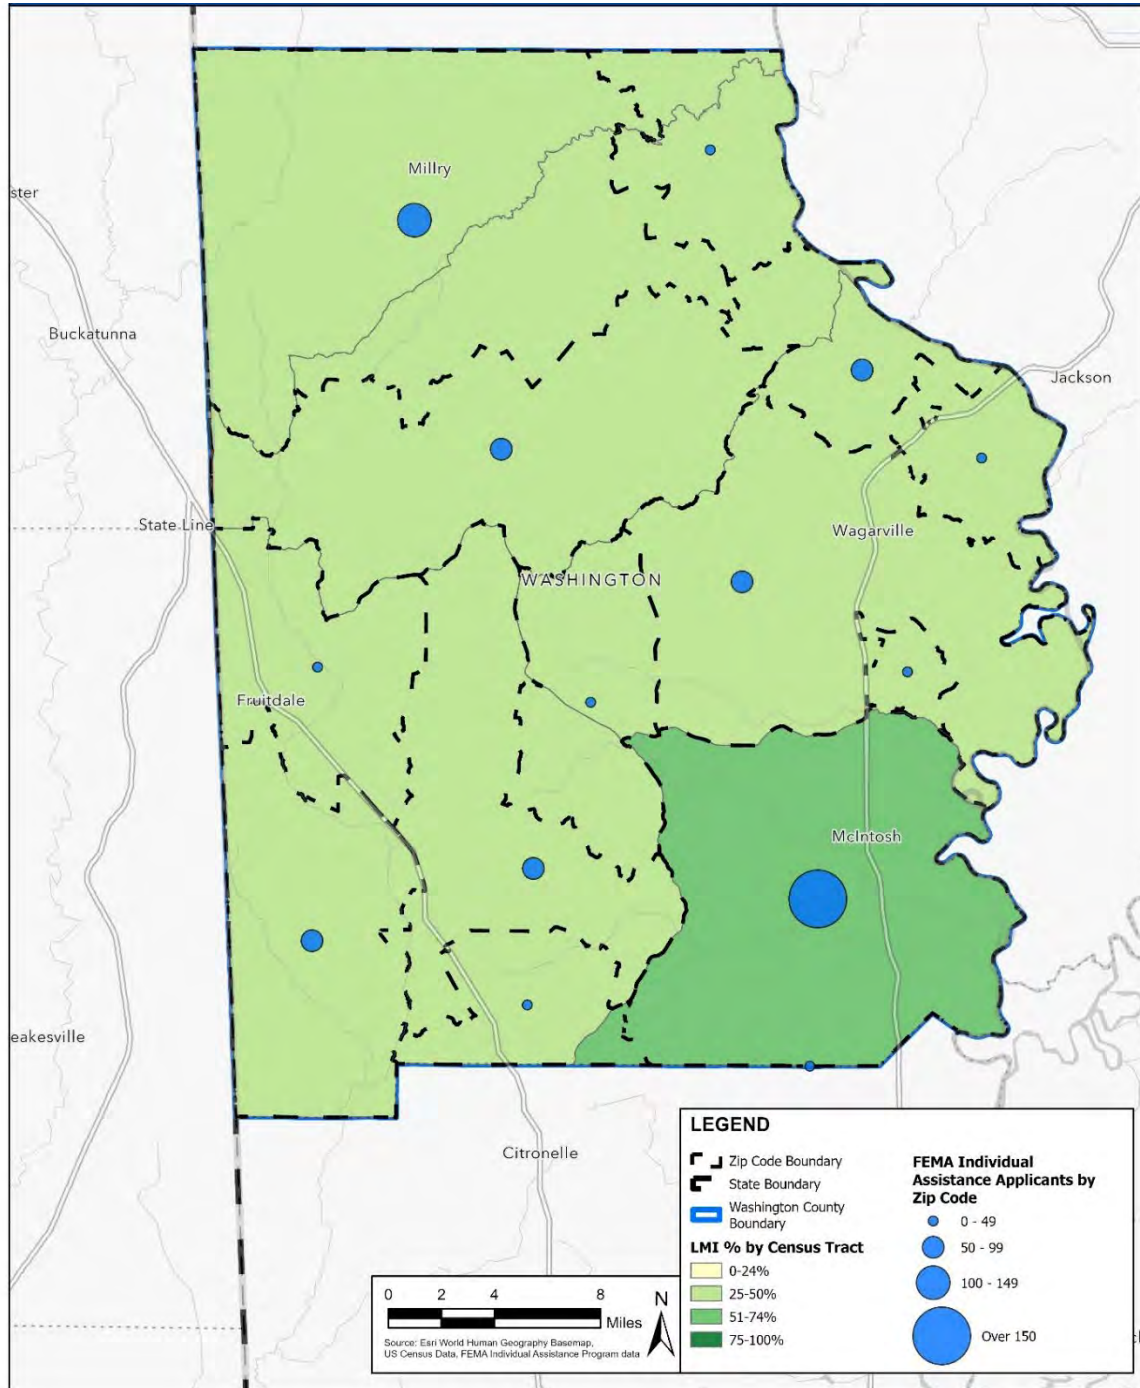 Millry
ster
Buckatunna
Jackson
State Line
Wagarville
WASHINGTON
Fruitdale
McIntosh
eakesville
Citronelle
LEGEND
Zip Code Boundary
State Boundary
Washington County
Boundary
LMI % by Census Tract
0-24%
25-50%
51-74%
75-100%
FEMA Individual
Assistance Applicants by
Zip Code
0 - 49
50 - 99
100 - 149
Over 150
0 2 4 8
Miles
N
Source: Esri World Human Geography Basemap,
US Census Data, FEMA Individual Assistance Program data